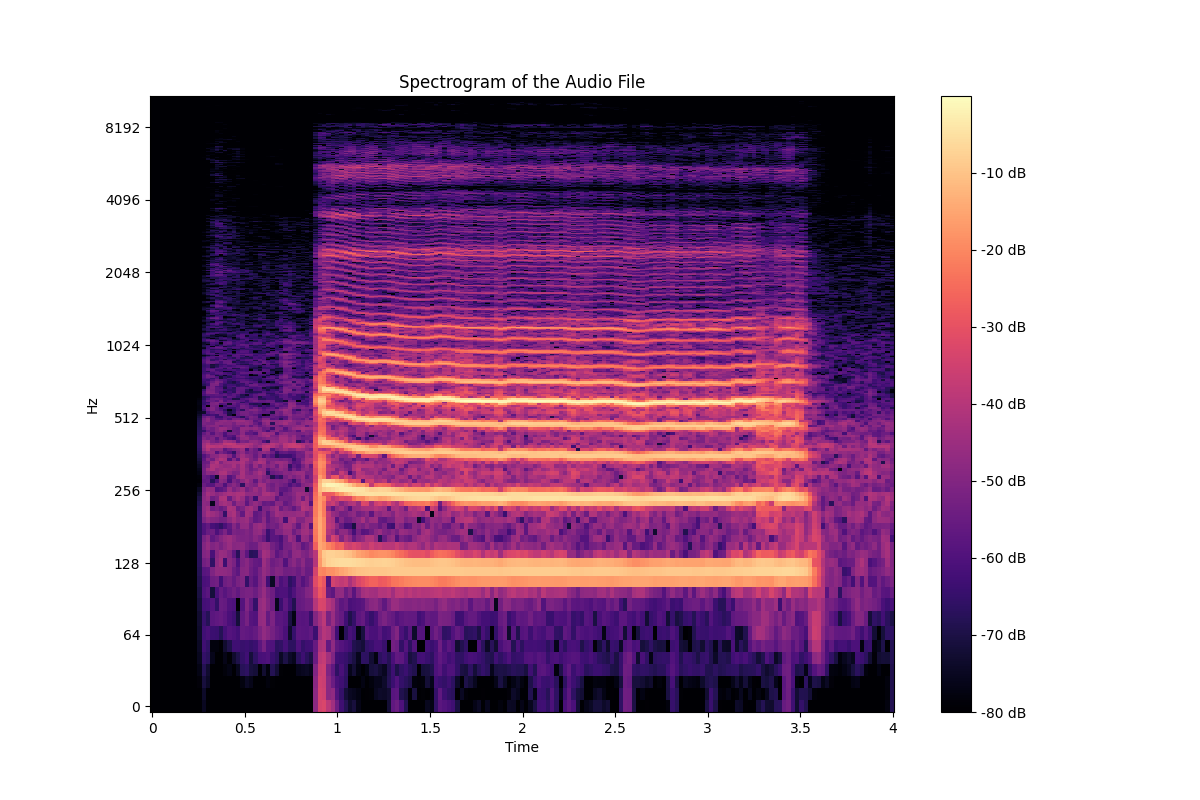 Spectrogram of the Audio File
8192
4096
2048
1024
512
256
128
64
0
Hz
0
0.5
1
1.5
2
2.5
3
3.5
4
Time
-10 dB
-20 dB
-30 dB
-40 dB
-50 dB
-60 dB
-70 dB
-80 dB